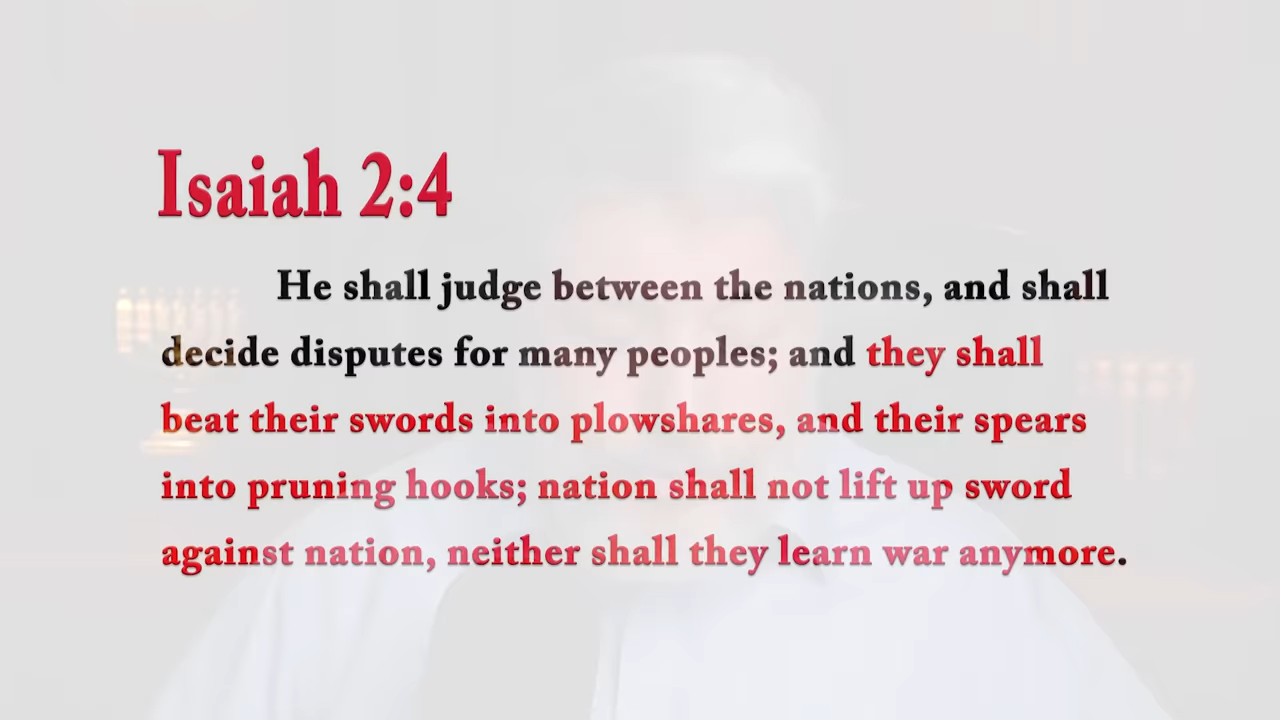 Isaiah 2:4
He shall judge between the nations, and shall
decide disputes for many peoples; and they shall
beat their swords into plowshares, and their spears
into pruning hooks; nation shall not lift up sword
against nation, neither shall they learn war anymore.